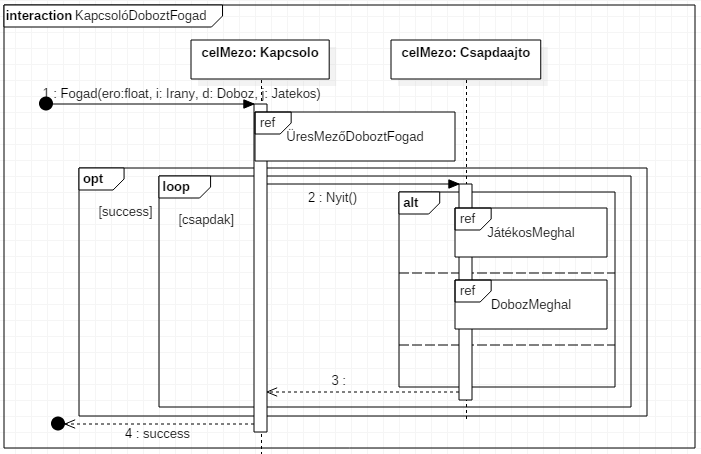 interaction KapcsolóDoboztFogad
celMezo: Kapcsolo
celMezo: Csapdaajto
1 : Fogad(ero:float, i: Irany, d: Doboz, j: Jatekos)
ref
ÜresMezőDoboztFogad
opt
[success]
loop
[csapdak]
2 : Nyit()
alt
ref
JátékosMeghal
ref
DobozMeghal
3 :
4 : success